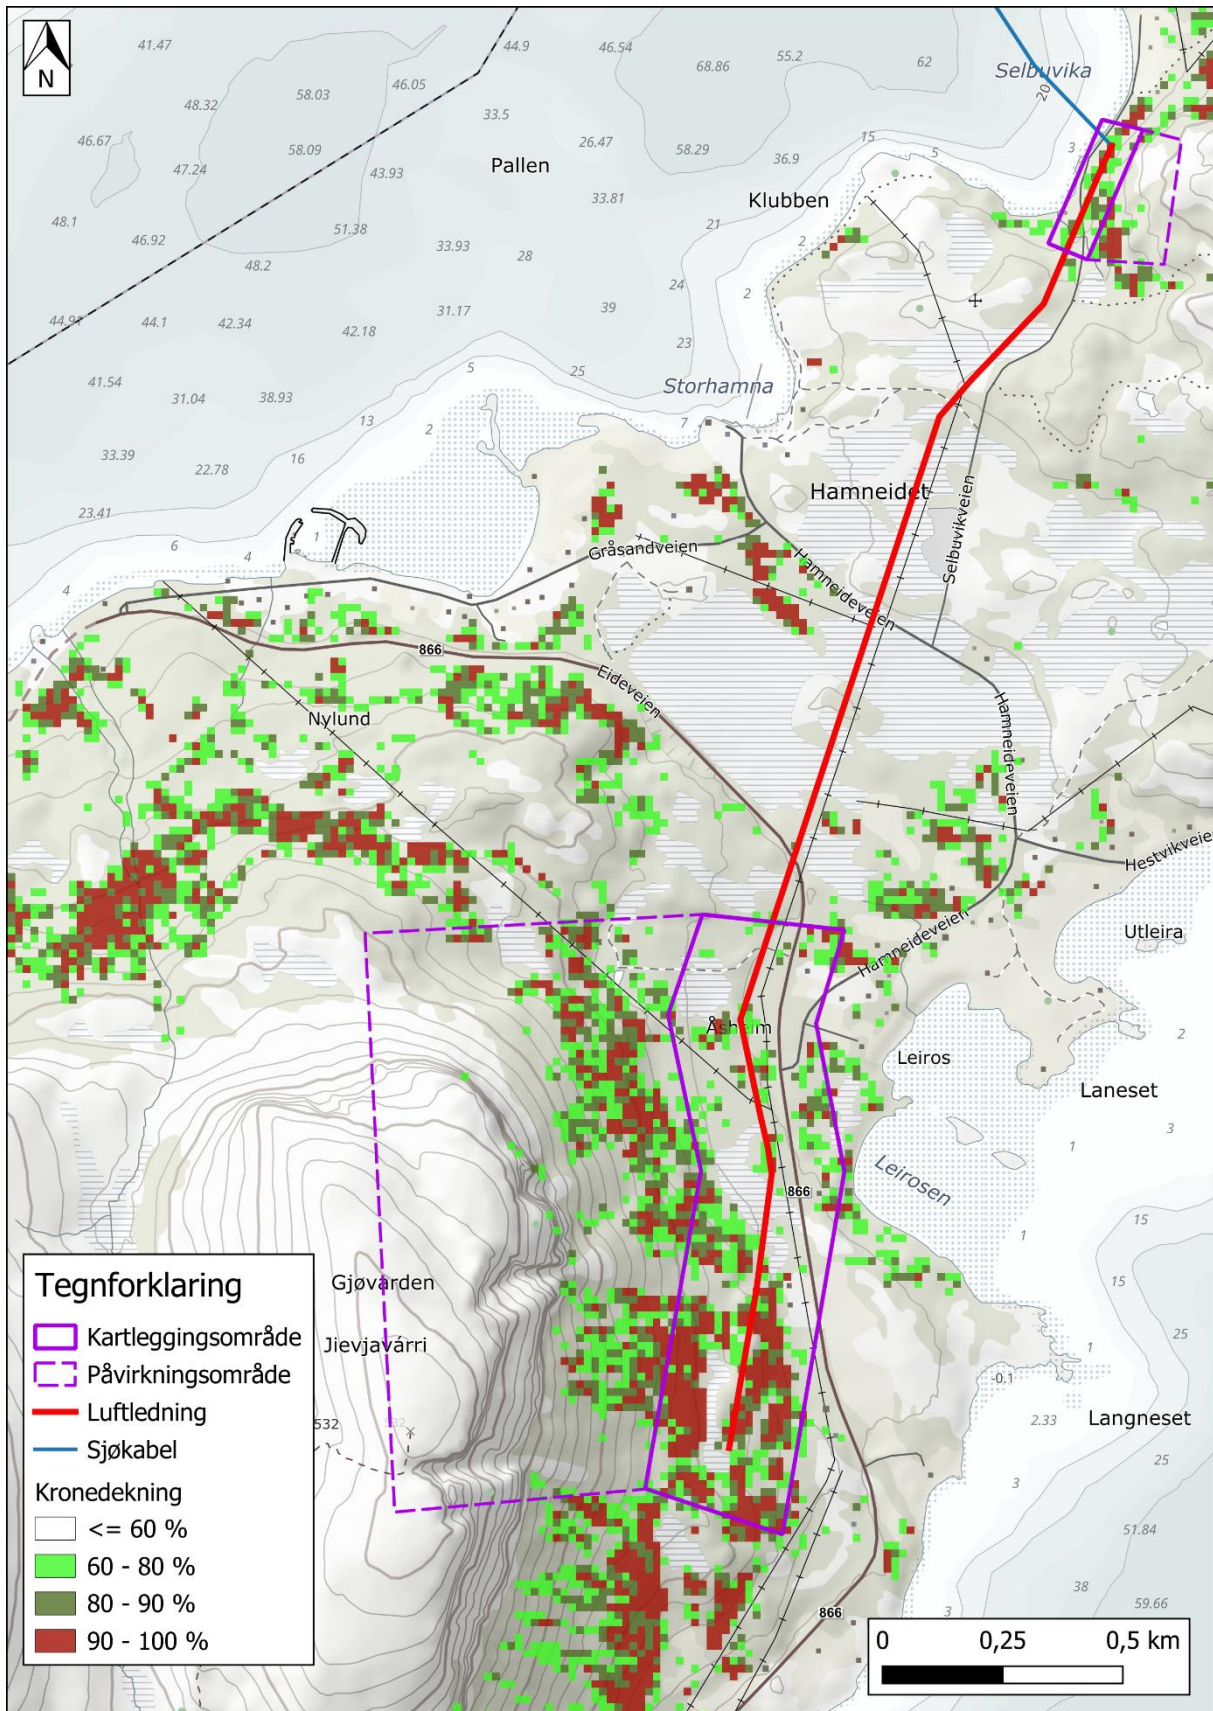 N
41.47
44.9
46.54
68.86
55.2
62
Selbuvika
20
46.05
58.03
48.32
33.5
46.67
47.24
58.09
43.93
26.47
58.29
36.9
15
5
3
Pallen
33.81
Klubben
48.1
46.92
51.38
33.93
28
21
2
48.2
24
2
44.91
44.1
42.34
42.18
31.17
39
23
5
25
41.54
31.04
38.93
Storhamna
13
2
7
33.39
22.78
16
23.41
Hamneidet
6
4
1
4
Gråsandveien
Hamneideveien
Selbuvikveien
866
Eideveien
Nylund
Hamneideveien
Hestvikveien
Hamneideveien
Utleira
Åsheim
Leiros
Laneset
2
3
1
Leirosen
866
15
1
15
25
Gjøvarden
Jievjavárri
1
-0.1
532
2.33
Langneset
25
3
51.84
38
59.66
3
866
Tegnforklaring
Kartleggingsområde
Påvirkningsområde
Luftledning
Sjøkabel
Kronedekning
<= 60 %
60 - 80 %
80 - 90 %
90 - 100 %
0 0,25 0,5 km